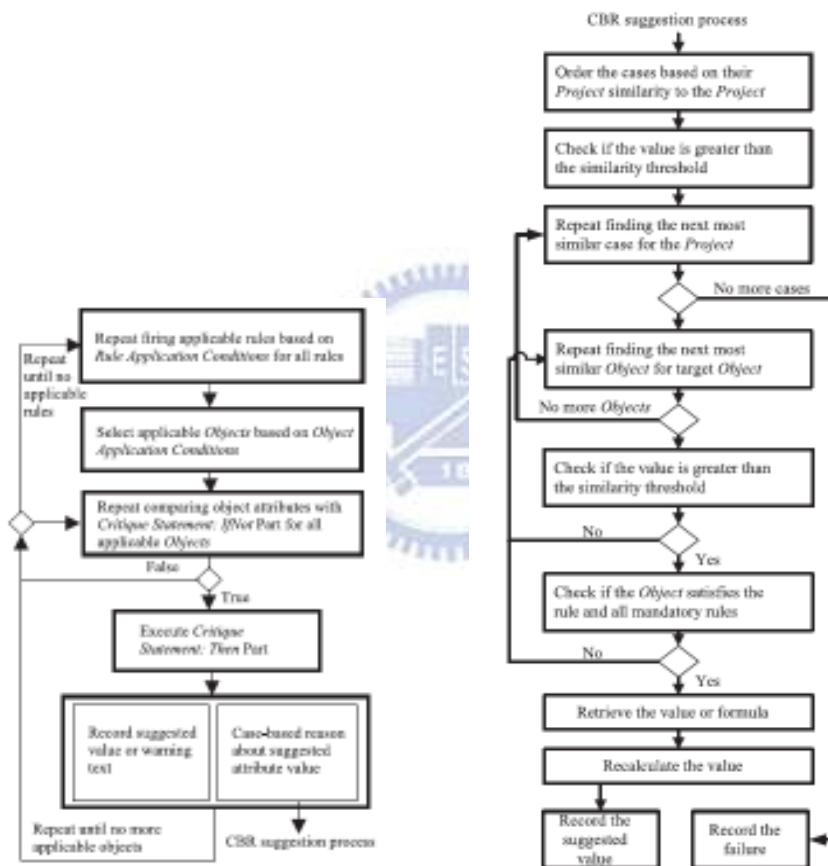 Repeat firing applicable rules based on
Rule Application Conditions for all rules
Repeat
until no
applicable
rules
Select applicable Objects based on Object
Application Conditions
Repeat comparing object attributes with
Critique Statement: IfNot Part for all
applicable Objects
False
True
Execute Critique
Statement: Then Part
Record suggested
value or warning
text
Case-based reason
about suggested
attribute value
Repeat until no more
applicable objects
CBR suggestion process
CBR suggestion process
Order the cases based on their
Project similarity to the Project
Check if the value is greater than
the similarity threshold
Repeat finding the next most
similar case for the Project
No more cases
Repeat finding the next most
similar Object for target Object
No more Objects
Check if the value is greater than
the similarity threshold
No
Yes
Check if the Object satisfies the
rule and all mandatory rules
No
Yes
Retrieve the value or formula
Recalculate the value
Record the
suggested
value
Record the
failure